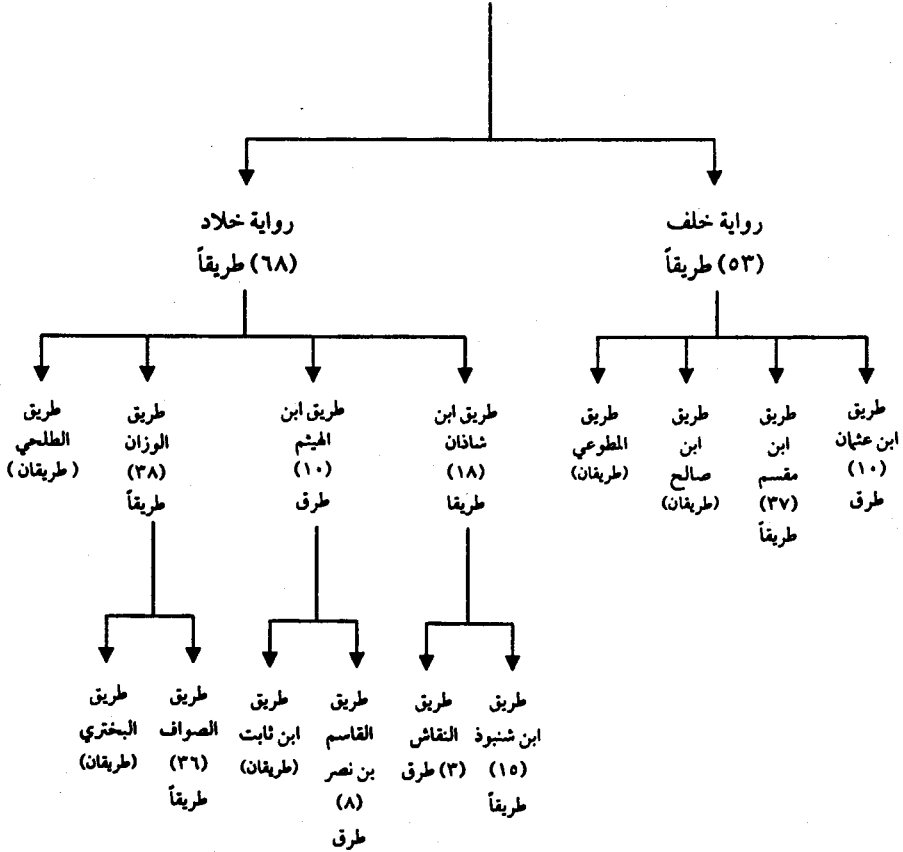 رواية خلف
(٥٣) طريقاً
رواية خلاد
(٦٨) طريقاً
طريق
ابن عثمان
(١٠)
طرق
طريق
ابن
مقسم
(٣٧)
طريقاً
طريق
ابن
صالح
(طريقان)
طريق
المطوعي
(طريقان)
طريق ابن
شاذان
(١٨)
طريقا
طريق ابن
الهيثم
(١٠)
طرق
طريق
الوزان
(٣٨)
طريقاً
طريق
الطلحي
(طريقان)
طريق
ابن شنبوذ
(١٥)
طريقاً
طريق
النقاش
(٣) طرق
طريق
القاسم
بن نصر
(٨)
طرق
طريق
ابن ثابت
(طريقان)
طريق
الصواف
(٣٦)
طريقاً
طريق
البختري
(طريقان)